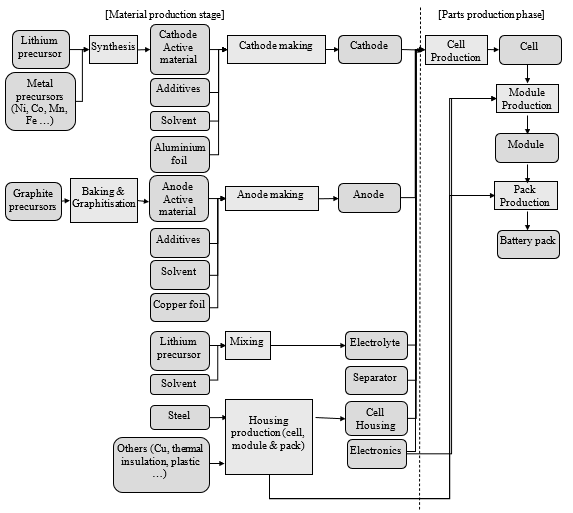 [Material production stage]
[Parts production phase]
Lithium
precursor
Metal
precursors
(Ni, Co, Mn,
Fe …)
Synthesis
Cathode
Active
material
Additives
Solvent
Aluminium
foil
Cathode making
Cathode
Cell
Production
Cell
Module
Production
Module
Pack
Production
Battery pack
Graphite
precursors
Baking &
Graphitisation
Anode
Active
material
Additives
Solvent
Copper foil
Anode making
Anode
Lithium
precursor
Solvent
Mixing
Electrolyte
Separator
Steel
Others (Cu, thermal
insulation, plastic
…)
Housing
production (cell,
module & pack)
Cell
Housing
Electronics